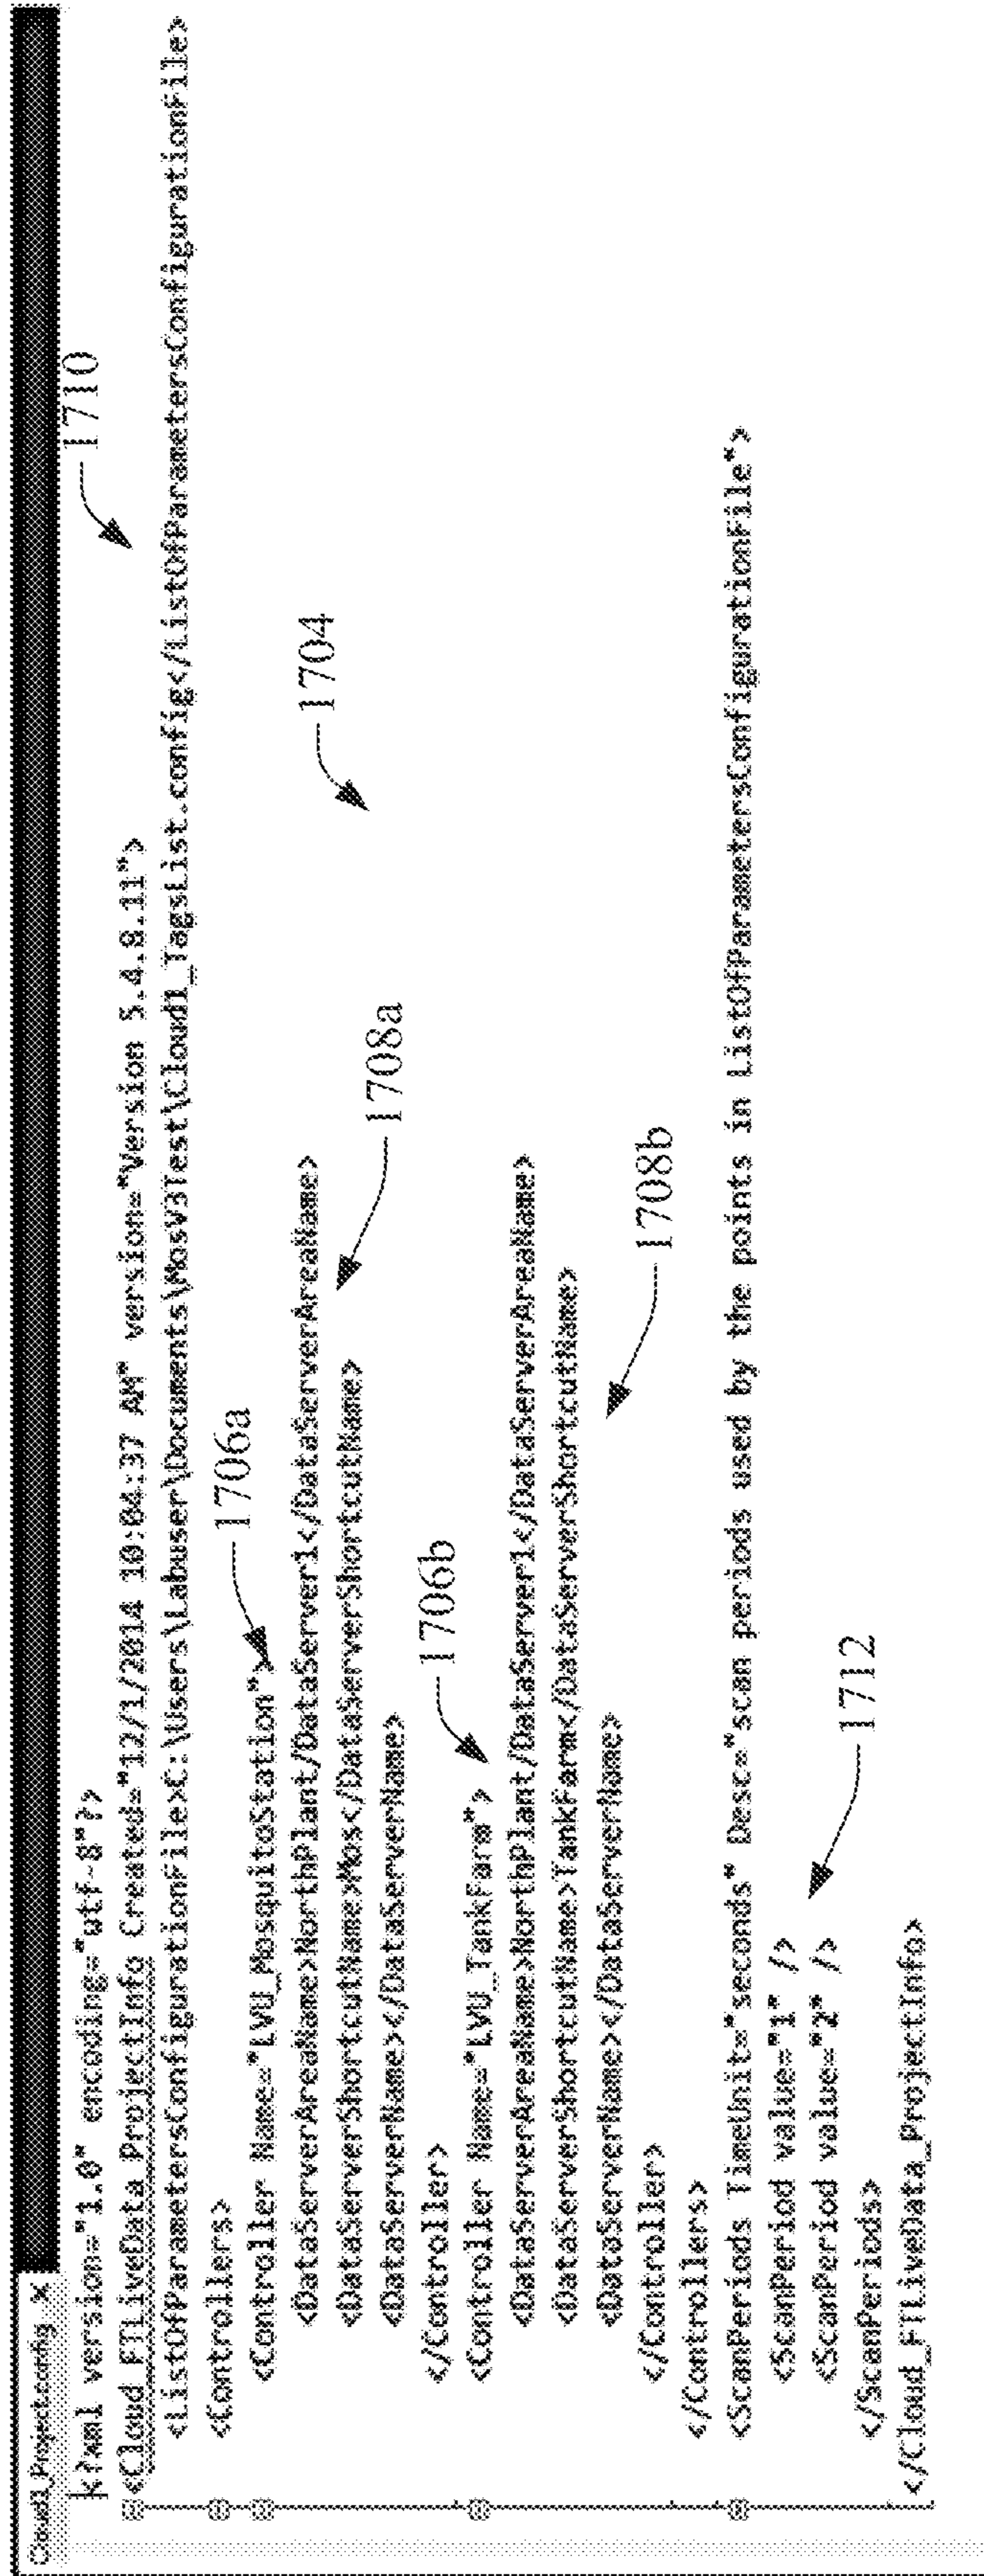 Cloud1_Project.config X
<?xml version="1.0" encoding="utf-8"?>
<Cloud_FTLiveData_ProjectInfo Created="12/1/2014 10:04:37 AM" version="Version 5.4.8.11">
1710
<ListOfParametersConfigurationFile>C:\Users\Labuser\Documents\MosV3Test\Cloud1_TagsList.config</ListOfParametersConfigurationFile>
<Controllers>
1706a
<Controller Name="LVU_MosquitoStation">
<DataServerAreaName>NorthPlant/DataServer1</DataServerAreaName>
1704
<DataServerShortcutName>Mos</DataServerShortcutName>
1708a
<DataServerName></DataServerName>
</Controller>
1706b
<Controller Name="LVU_TankFarm">
<DataServerAreaName>NorthPlant/DataServer1</DataServerAreaName>
<DataServerShortcutName>TankFarm</DataServerShortcutName>
<DataServerName></DataServerName>
1708b
</Controller>
</Controllers>
<ScanPeriods TimeUnit="seconds" Desc="scan periods used by the points in ListOfParametersConfigurationFile">
<ScanPeriod value="1" />
<ScanPeriod value="2" />
1712
</ScanPeriods>
</Cloud_FTLiveData_ProjectInfo>